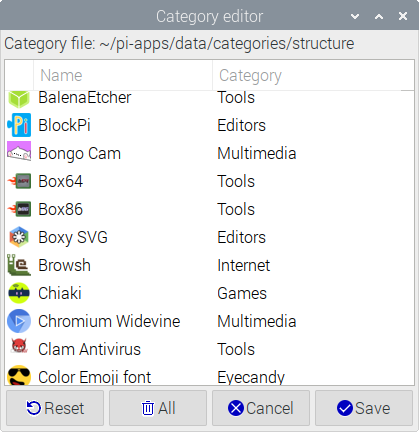 Category editor
Category file: ~/pi-apps/data/categories/structure
Name Category
BalenaEtcher Tools
BlockPi Editors
Bongo Cam Multimedia
Box64 Tools
Box86 Tools
Boxy SVG Editors
Browsh Internet
Chiaki Games
Chromium Widevine Multimedia
Clam Antivirus Tools
Color Emoji font Eyecandy
Reset All Cancel Save